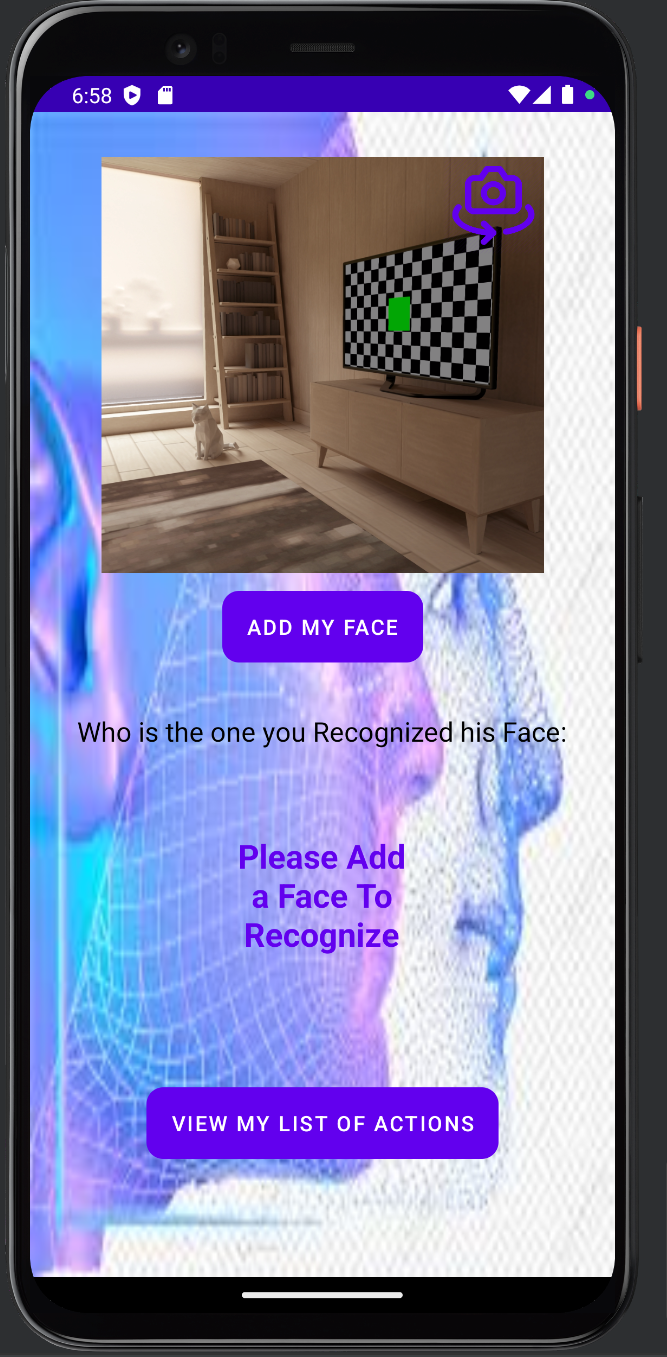 6:58
ADD MY FACE
Who is the one you Recognized his Face:
Please Add
a Face To
Recognize
VIEW MY LIST OF ACTIONS